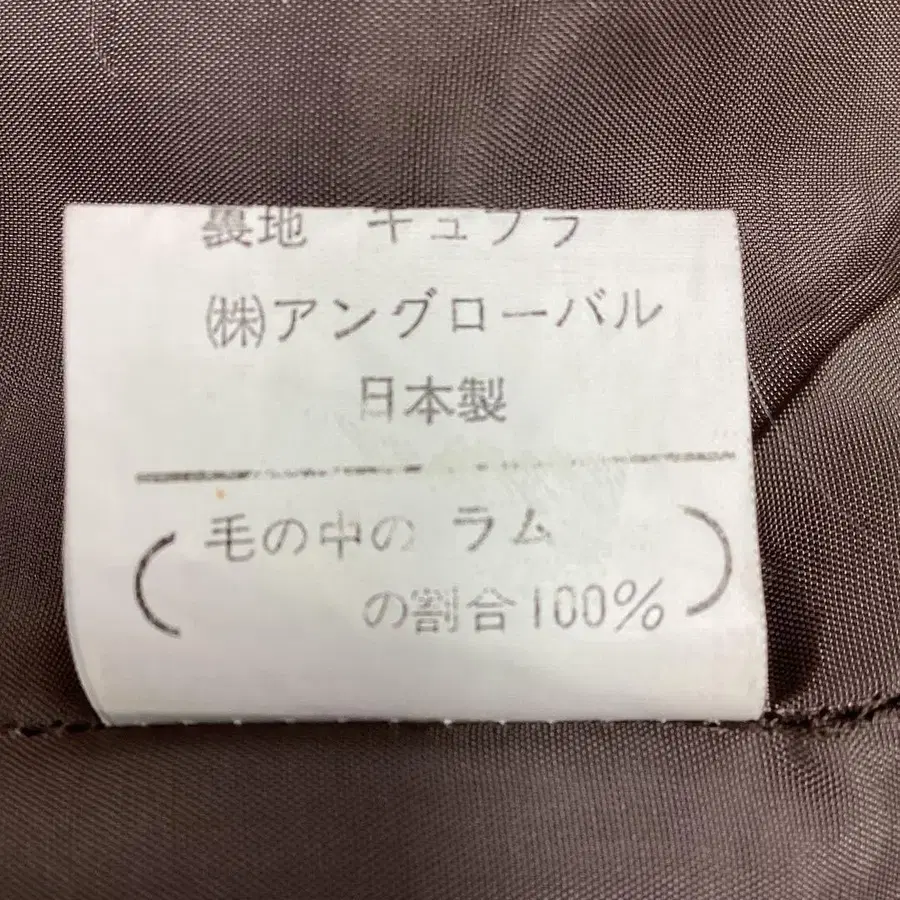 裏地 キュプラ
㈱アングローバル
日本製
(毛の中の ラム
の割合100%)